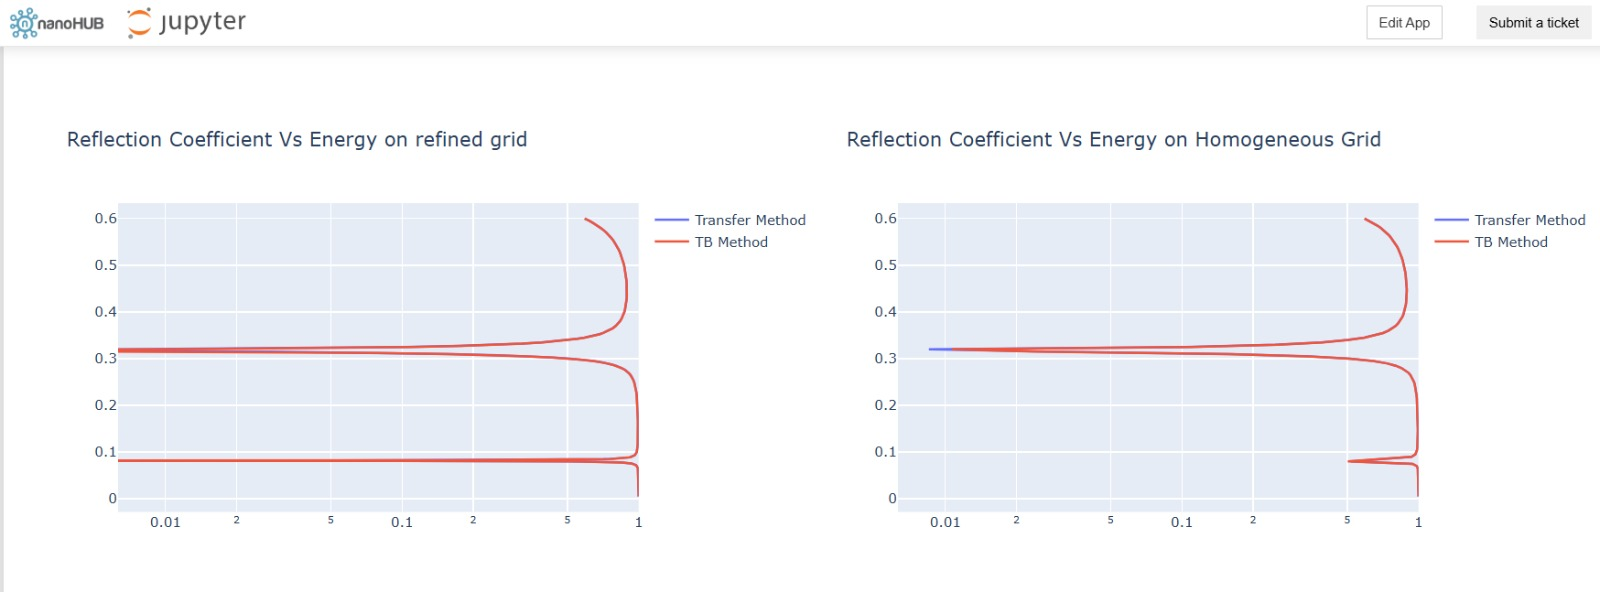 nanoHUB jupyter Edit App Submit a ticket
Reflection Coefficient Vs Energy on refined grid
0.6
0.5
0.4
0.3
0.2
0.1
0
0.01 2 5 0.1 2 5 1
Transfer Method
TB Method
Reflection Coefficient Vs Energy on Homogeneous Grid
0.6
0.5
0.4
0.3
0.2
0.1
0
0.01 2 5 0.1 2 5 1
Transfer Method
TB Method